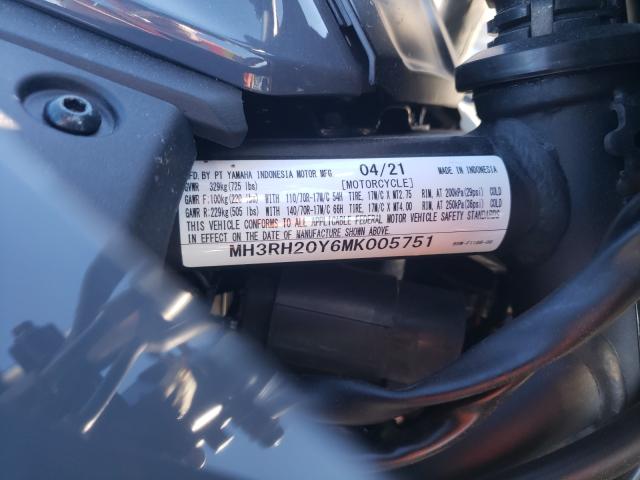 MFD. BY PT YAMAHA INDONESIA MOTOR MFG 04/21 MADE IN INDONESIA
GVWR 329kg (725 lbs) [MOTORCYCLE]
GAWR F:100kg (220 lbs) WITH 110/70R-17M/C 54H TIRE, 17M/C X MT2.75 RIM, AT 200kPa (29psi) COLD
GAWR R:229kg (505 lbs) WITH 140/70R-17M/C 66H TIRE, 17M/C X MT4.00 RIM, AT 250kPa (36psi) COLD
THIS VEHICLE CONFORMS TO ALL APPLICABLE FEDERAL MOTOR VEHICLE SAFETY STANDARDS
IN EFFECT ON THE DATE OF MANUFACTURE SHOWN ABOVE.
MH3RH20Y6MK005751